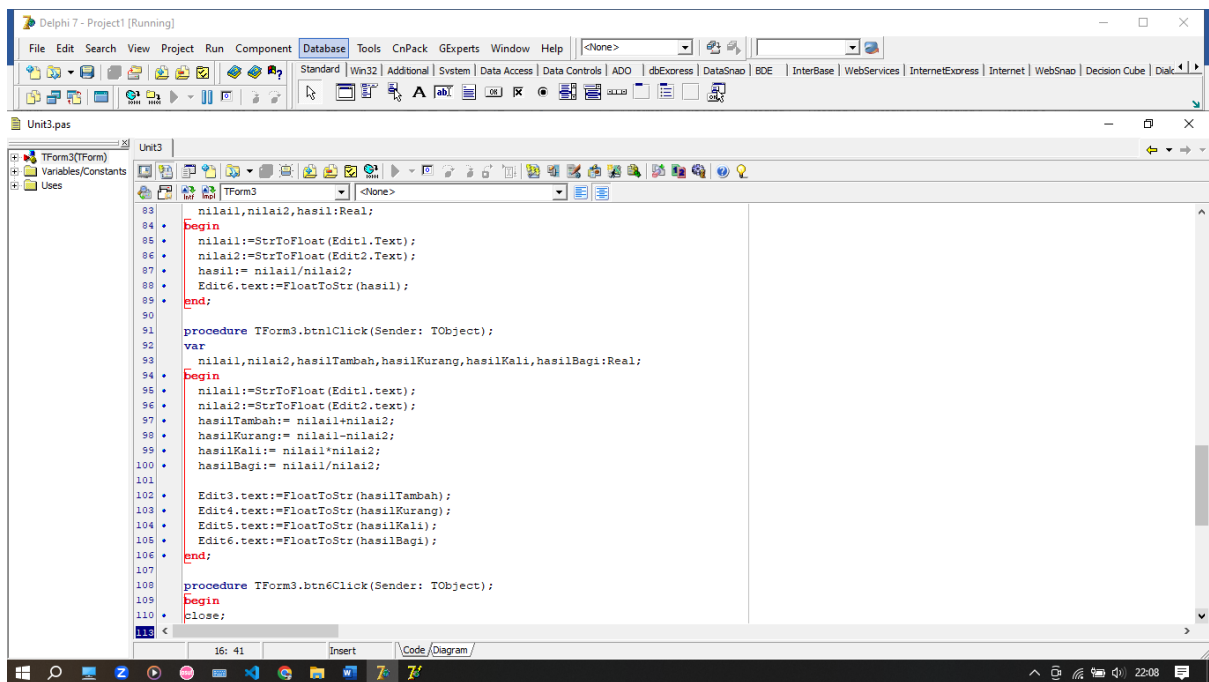 Delphi 7 - Project1 [Running]
File Edit Search View Project Run Component Database Tools CnPack GExperts Window Help <None>
Standard Win32 Additional System Data Access Data Controls ADO dbExpress DataSnap BDE InterBase WebServices InternetExpress Internet WebSnap Decision Cube Dialc
Unit3.pas
Unit3
TForm3(TForm)
Variables/Constants
Uses
TForm3 <None>
83 nilai1,nilai2,hasil:Real;
84 begin
85 nilai1:=StrToFloat(Edit1.Text);
86 nilai2:=StrToFloat(Edit2.Text);
87 hasil:= nilai1/nilai2;
88 Edit6.text:=FloatToStr(hasil);
89 end;
90
91 procedure TForm3.btn1Click(Sender: TObject);
92 var
93 nilai1,nilai2,hasilTambah,hasilKurang,hasilKali,hasilBagi:Real;
94 begin
95 nilai1:=StrToFloat(Edit1.text);
96 nilai2:=StrToFloat(Edit2.text);
97 hasilTambah:= nilai1+nilai2;
98 hasilKurang:= nilai1-nilai2;
99 hasilKali:= nilai1*nilai2;
100 hasilBagi:= nilai1/nilai2;
101
102 Edit3.text:=FloatToStr(hasilTambah);
103 Edit4.text:=FloatToStr(hasilKurang);
104 Edit5.text:=FloatToStr(hasilKali);
105 Edit6.text:=FloatToStr(hasilBagi);
106 end;
107
108 procedure TForm3.btn6Click(Sender: TObject);
109 begin
110 close;
113
16: 41 Insert Code Diagram
22:08